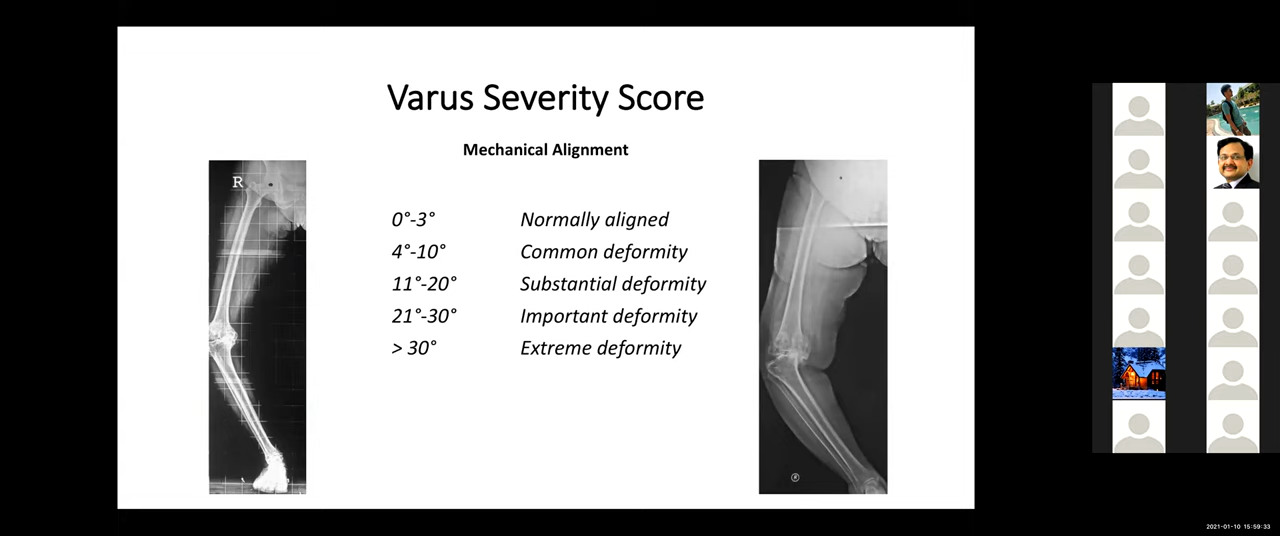 Varus Severity Score
Mechanical Alignment
R
0°-3° Normally aligned
4°-10° Common deformity
11°-20° Substantial deformity
21°-30° Important deformity
> 30° Extreme deformity
2021-01-10 15:59:33